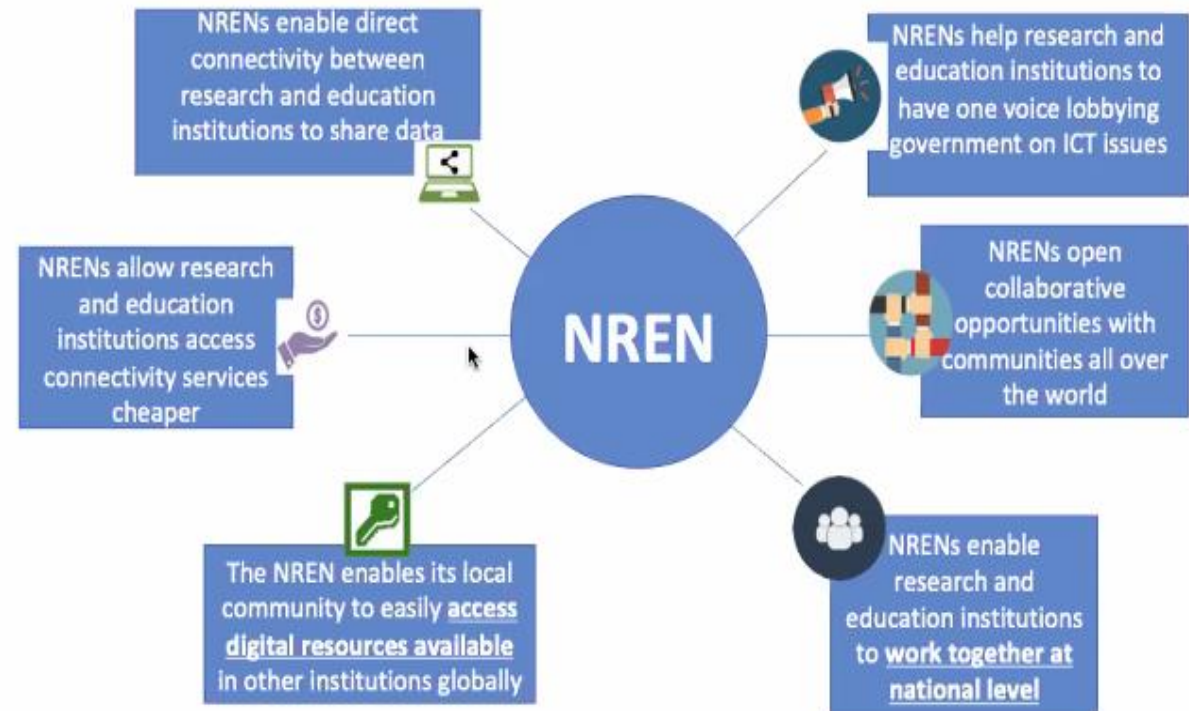 NRENs enable direct
connectivity between
research and education
institutions to share data
NRENs help research and
education institutions to
have one voice lobbying
government on ICT issues
NRENs allow research
and education
institutions access
connectivity services
cheaper
NREN
NRENs open
collaborative
opportunities with
communities all over
the world
The NREN enables its local
community to easily access
digital resources available
in other institutions globally
NRENs enable
research and
education institutions
to work together at
national level